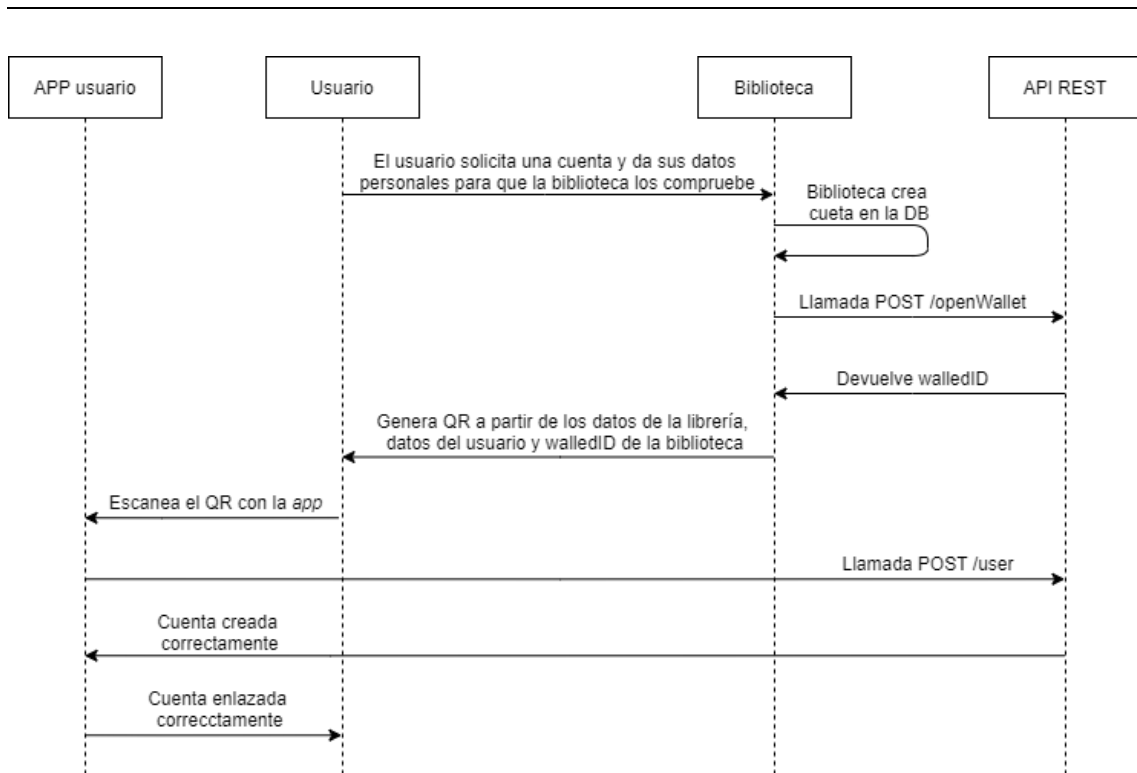 APP usuario
Usuario
Biblioteca
API REST
El usuario solicita una cuenta y da sus datos
personales para que la biblioteca los compruebe
Biblioteca crea
cueta en la DB
Llamada POST /openWallet
Devuelve walledID
Genera QR a partir de los datos de la librería,
datos del usuario y walledID de la biblioteca
Escanea el QR con la app
Llamada POST /user
Cuenta creada
correctamente
Cuenta enlazada
correcctamente